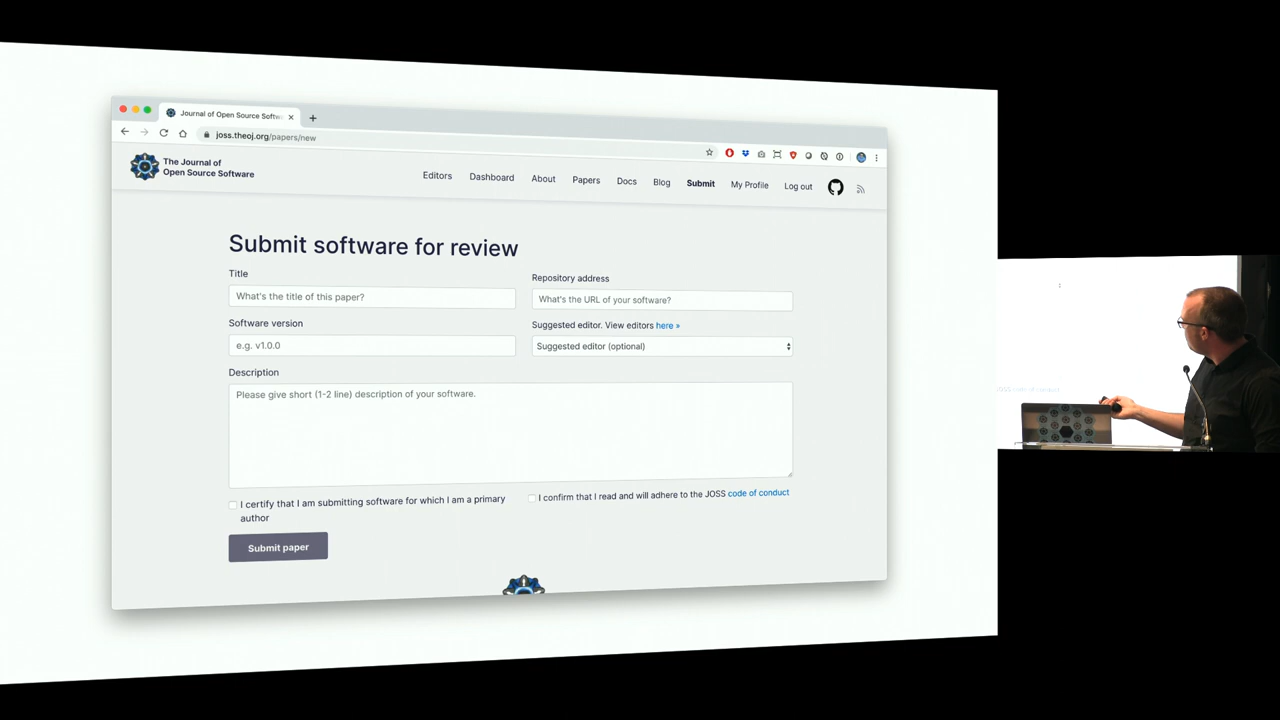 Journal of Open Source Softw
joss.theoj.org/papers/new
The Journal of
Open Source Software
Editors Dashboard About Papers Docs Blog Submit My Profile Log out
Submit software for review
Title
Repository address
What's the title of this paper?
What's the URL of your software?
Software version
Suggested editor. View editors here »
e.g. v1.0.0
Suggested editor (optional)
Description
Please give short (1-2 line) description of your software.
I certify that I am submitting software for which I am a primary
author
I confirm that I read and will adhere to the JOSS code of conduct
Submit paper
JOSS code of conduct